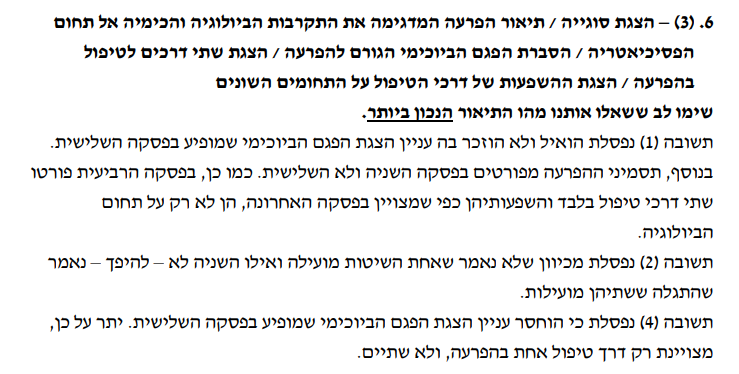 6. (3) – הצגת סוגייה / תיאור הפרעה המדגימה את התקרבות הביולוגיה והכימיה אל תחום
הפסיכיאטריה / הסברת הפגם הביוכימי הגורם להפרעה / הצגת שתי דרכים לטיפול
בהפרעה / הצגת ההשפעות של דרכי הטיפול על התחומים השונים
שימו לב ששאלו אותנו מהו התיאור הנכון ביותר.
תשובה (1) נפסלת הואיל ולא הוזכר בה עניין הצגת הפגם הביוכימי שמופיע בפסקה השלישית.
בנוסף, תסמיני ההפרעה מפורטים בפסקה השניה ולא השלישית. כמו כן, בפסקה הרביעית פורטו
שתי דרכי טיפול בלבד והשפעותיהן כפי שמצויין בפסקה האחרונה, הן לא רק על תחום
הביולוגיה.
תשובה (2) נפסלת מכיוון שלא נאמר שאחת השיטות מועילה ואילו השניה לא – להיפך – נאמר
שהתגלה ששתיהן מועילות.
תשובה (4) נפסלת כי הוחסר עניין הצגת הפגם הביוכימי שמופיע בפסקה השלישית. יתר על כן,
מצויינת רק דרך טיפול אחת בהפרעה, ולא שתיים.